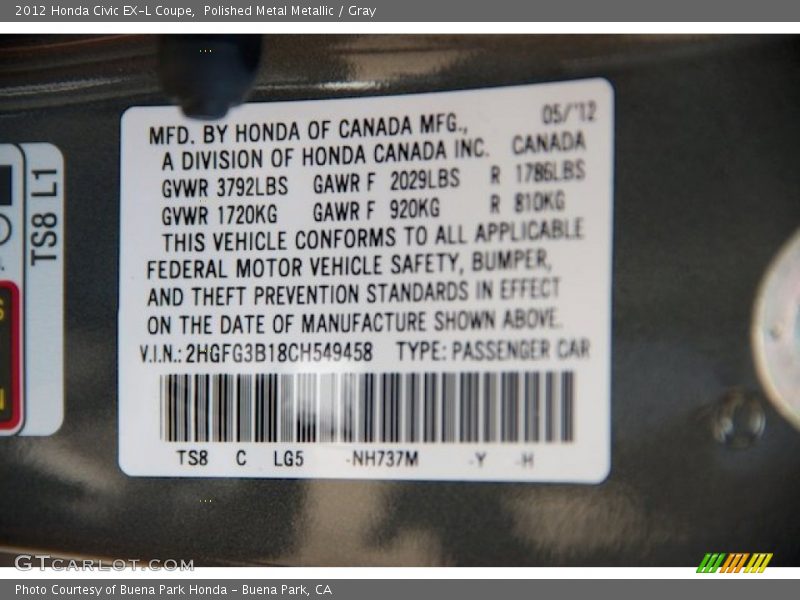 2012 Honda Civic EX-L Coupe, Polished Metal Metallic / Gray
05/'12
MFD. BY HONDA OF CANADA MFG.,
A DIVISION OF HONDA CANADA INC. CANADA
GVWR 3792LBS GAWR F 2029LBS R 1786LBS
GVWR 1720KG GAWR F 920KG R 810KG
THIS VEHICLE CONFORMS TO ALL APPLICABLE
FEDERAL MOTOR VEHICLE SAFETY, BUMPER,
AND THEFT PREVENTION STANDARDS IN EFFECT
ON THE DATE OF MANUFACTURE SHOWN ABOVE.
V.I.N.: 2HGFG3B18CH549458 TYPE: PASSENGER CAR
TS8 C LG5 -NH737M -Y -H
TS8 L1
GTCARLOT.COM
Photo Courtesy of Buena Park Honda - Buena Park, CA